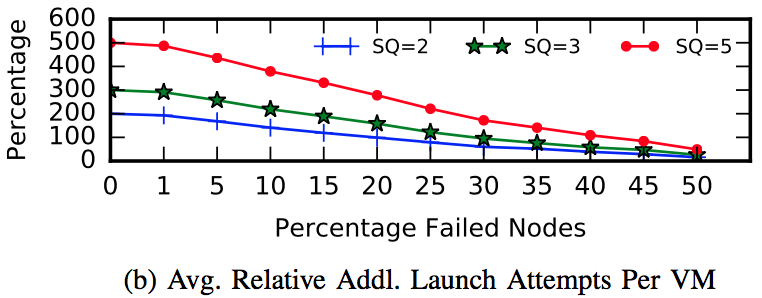 600
500
400
300
200
100
0
Percentage
SQ=2 SQ=3 SQ=5
0 1 5 10 15 20 25 30 35 40 45 50
Percentage Failed Nodes
(b) Avg. Relative Addl. Launch Attempts Per VM